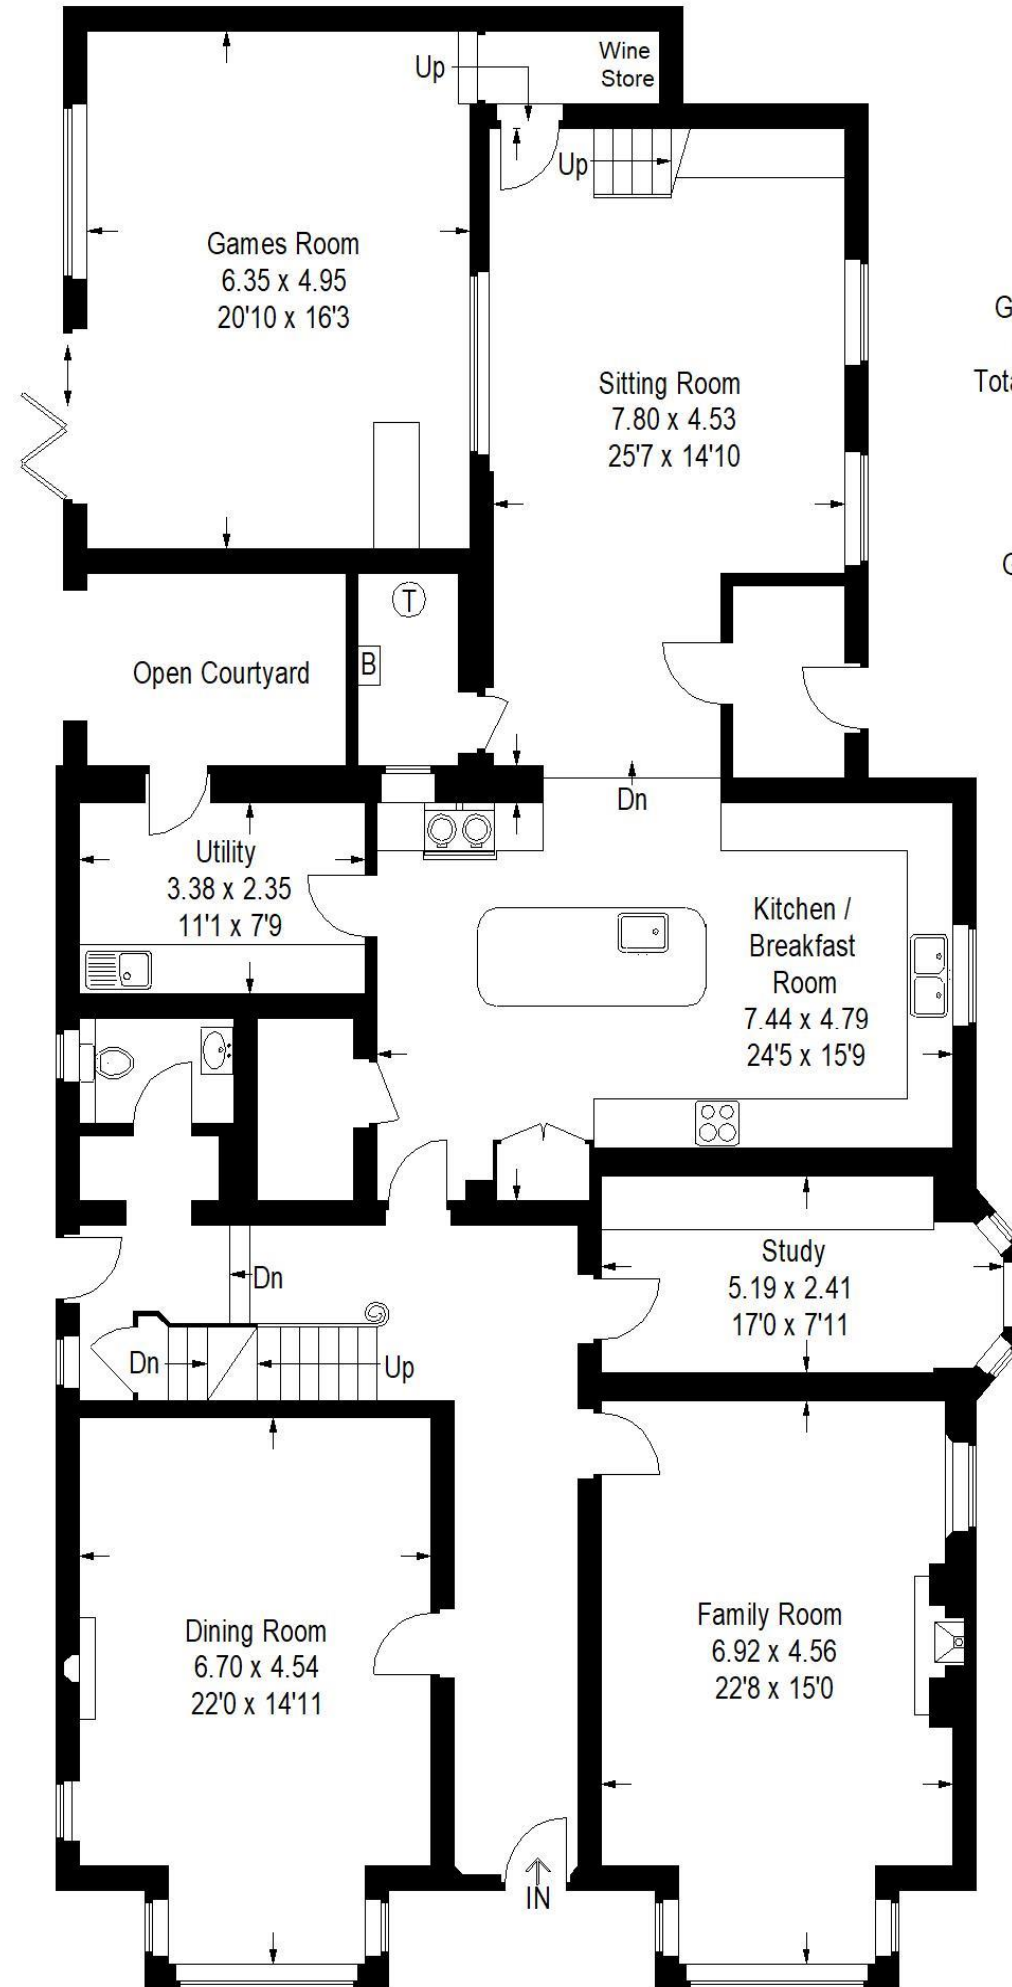 Wine
Store
Up
Up
Games Room
6.35 x 4.95
20'10 x 16'3
Sitting Room
7.80 x 4.53
25'7 x 14'10
T
B
Open Courtyard
Dn
Utility
3.38 x 2.35
11'1 x 7'9
Kitchen /
Breakfast
Room
7.44 x 4.79
24'5 x 15'9
Study
5.19 x 2.41
17'0 x 7'11
Dn
Dn
Up
Dining Room
6.70 x 4.54
22'0 x 14'11
Family Room
6.92 x 4.56
22'8 x 15'0
IN